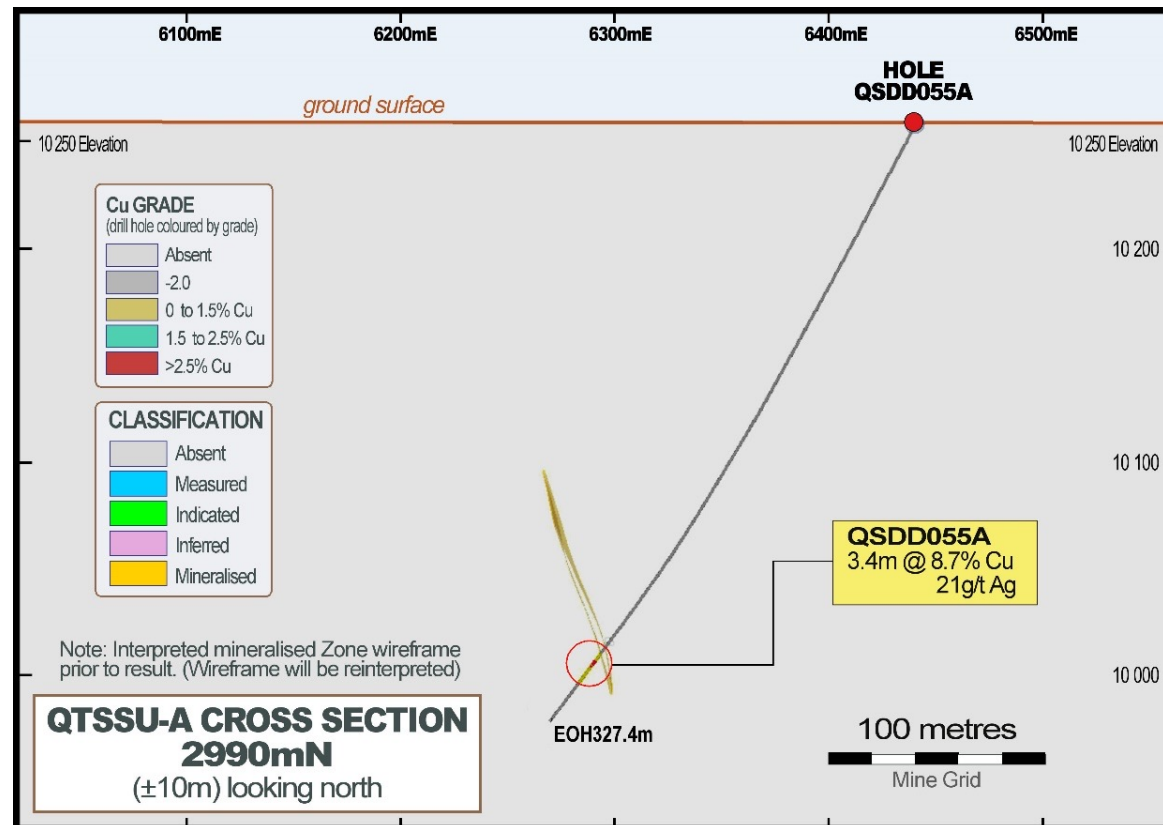 6100mE 6200mE 6300mE 6400mE 6500mE
HOLE
QSDD055A
ground surface
10 250 Elevation
10 250 Elevation
Cu GRADE
(drill hole coloured by grade)
Absent
-2.0
0 to 1.5% Cu
1.5 to 2.5% Cu
>2.5% Cu
10 200
CLASSIFICATION
Absent
Measured
Indicated
Inferred
Mineralised
10 100
QSDD055A
3.4m @ 8.7% Cu
21g/t Ag
Note: Interpreted mineralised Zone wireframe
prior to result. (Wireframe will be reinterpreted)
10 000
QTSSU-A CROSS SECTION
2990mN
(±10m) looking north
EOH327.4m
100 metres
Mine Grid